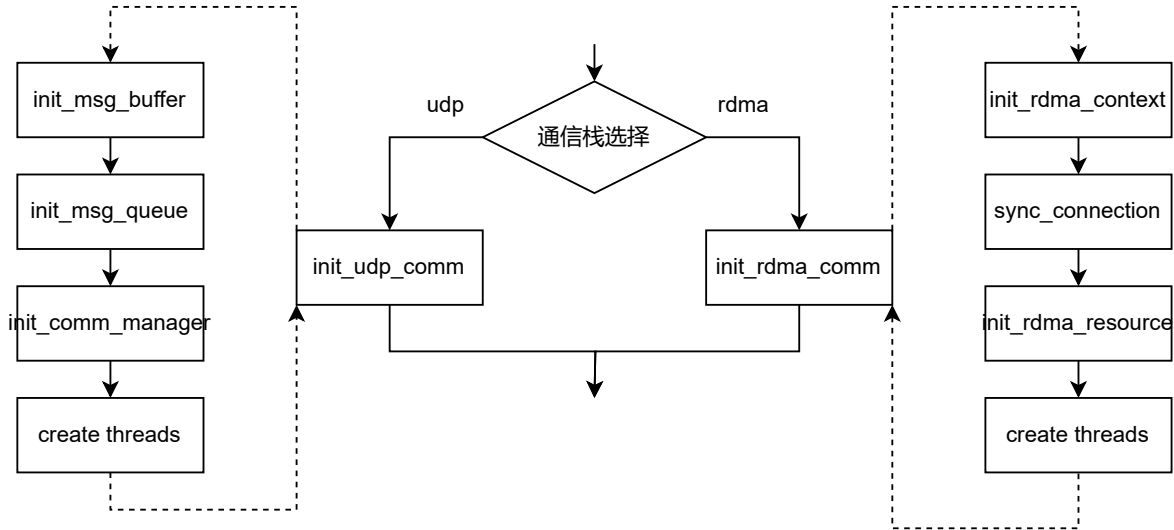 init_msg_buffer
init_msg_queue
init_comm_manager
create threads
udp
rdma
通信栈选择
init_udp_comm
init_rdma_comm
init_rdma_context
sync_connection
init_rdma_resource
create threads